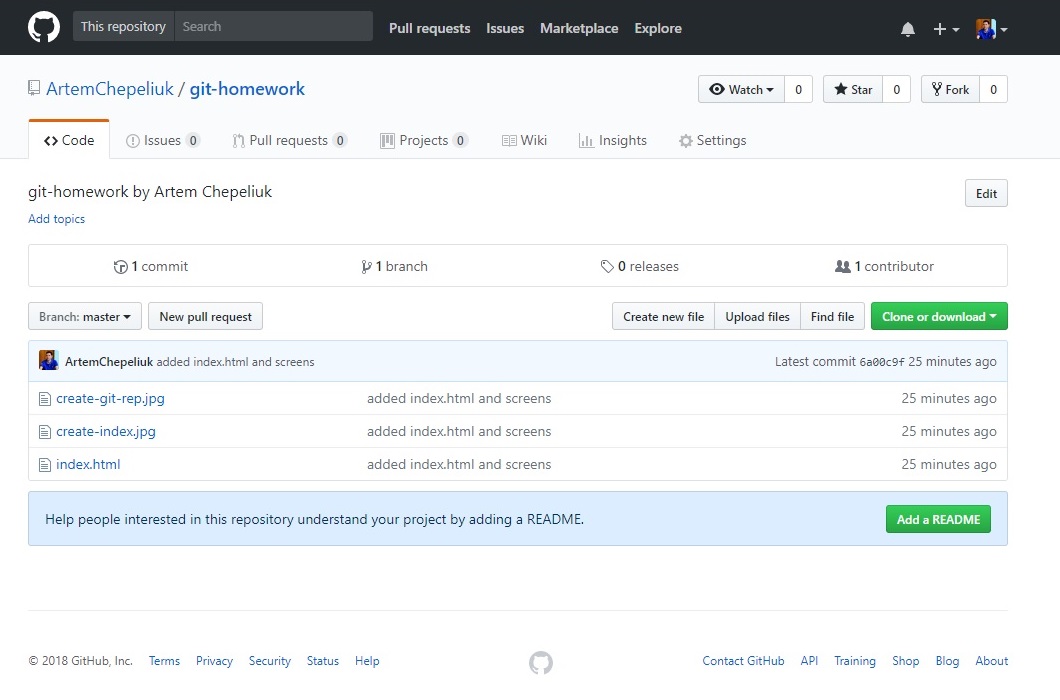 This repository Search Pull requests Issues Marketplace Explore
ArtemChepeliuk / git-homework Watch 0 Star 0 Fork 0
Code Issues 0 Pull requests 0 Projects 0 Wiki Insights Settings
git-homework by Artem Chepeliuk Edit
Add topics
1 commit 1 branch 0 releases 1 contributor
Branch: master New pull request Create new file Upload files Find file Clone or download
ArtemChepeliuk added index.html and screens Latest commit 6a00c9f 25 minutes ago
create-git-rep.jpg added index.html and screens 25 minutes ago
create-index.jpg added index.html and screens 25 minutes ago
index.html added index.html and screens 25 minutes ago
Help people interested in this repository understand your project by adding a README. Add a README
© 2018 GitHub, Inc. Terms Privacy Security Status Help Contact GitHub API Training Shop Blog About